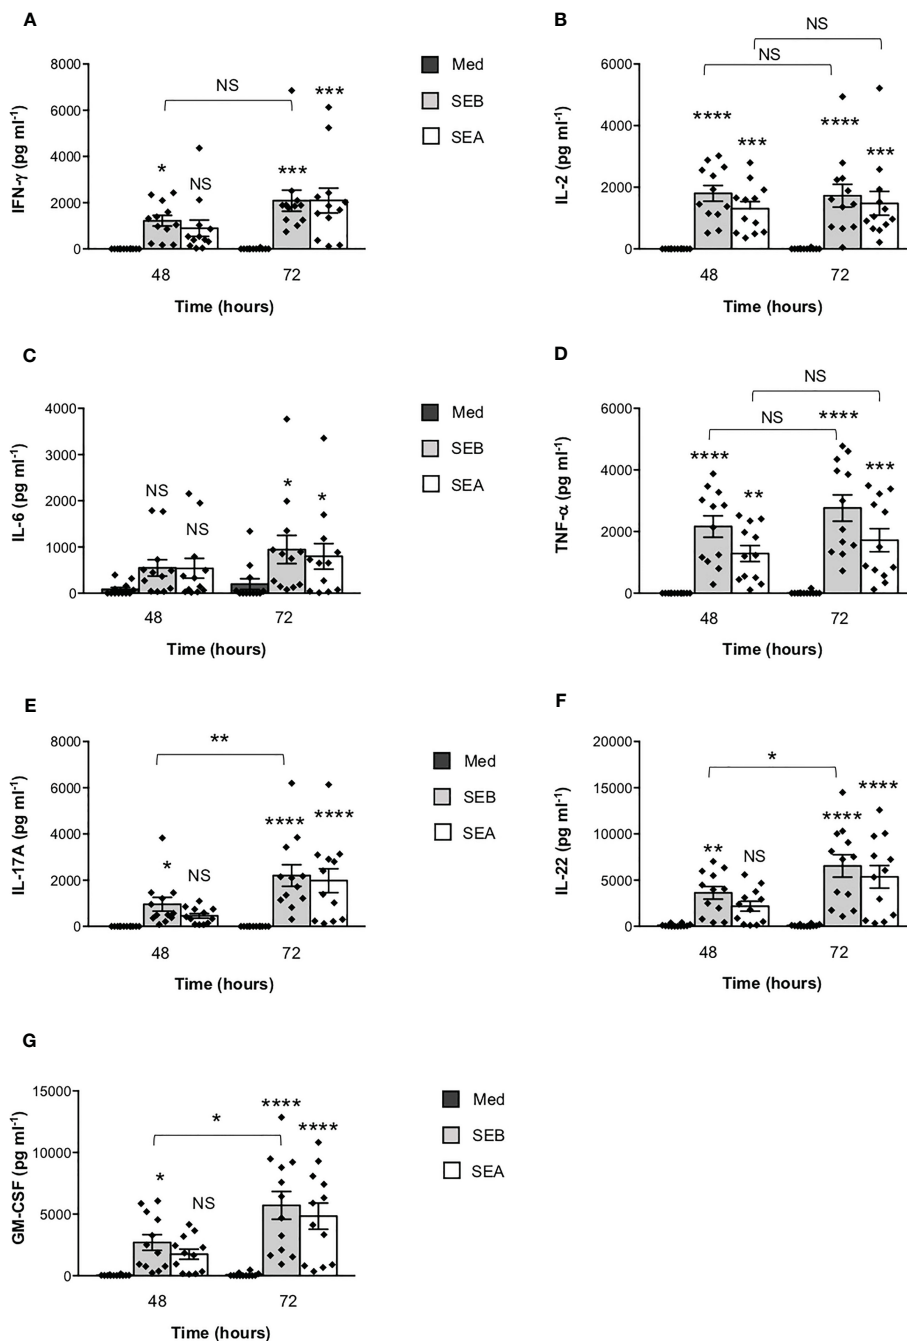 A
IFN-γ (pg ml⁻¹)
8000
6000
4000
2000
0
NS
*
NS
***
***
48
72
Time (hours)
Med
SEB
SEA
B
IL-2 (pg ml⁻¹)
6000
4000
2000
0
NS
NS
****
***
****
***
48
72
Time (hours)
C
IL-6 (pg ml⁻¹)
4000
3000
2000
1000
0
NS
NS
*
*
48
72
Time (hours)
Med
SEB
SEA
D
TNF-α (pg ml⁻¹)
6000
4000
2000
0
NS
NS
****
**
****
***
48
72
Time (hours)
E
IL-17A (pg ml⁻¹)
8000
6000
4000
2000
0
**
*
NS
****
****
48
72
Time (hours)
Med
SEB
SEA
F
IL-22 (pg ml⁻¹)
20000
15000
10000
5000
0
*
**
NS
****
****
48
72
Time (hours)
G
GM-CSF (pg ml⁻¹)
15000
10000
5000
0
*
*
NS
****
****
48
72
Time (hours)
Med
SEB
SEA